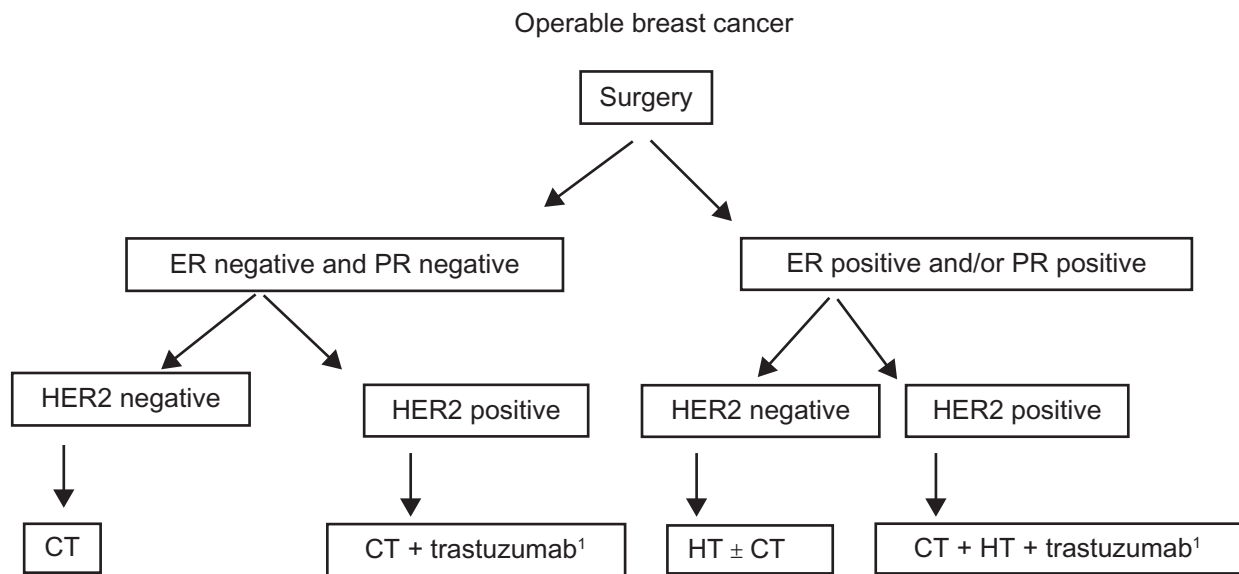 Operable breast cancer
Surgery
ER negative and PR negative
ER positive and/or PR positive
HER2 negative
HER2 positive
HER2 negative
HER2 positive
CT
CT + trastuzumab¹
HT ± CT
CT + HT + trastuzumab¹